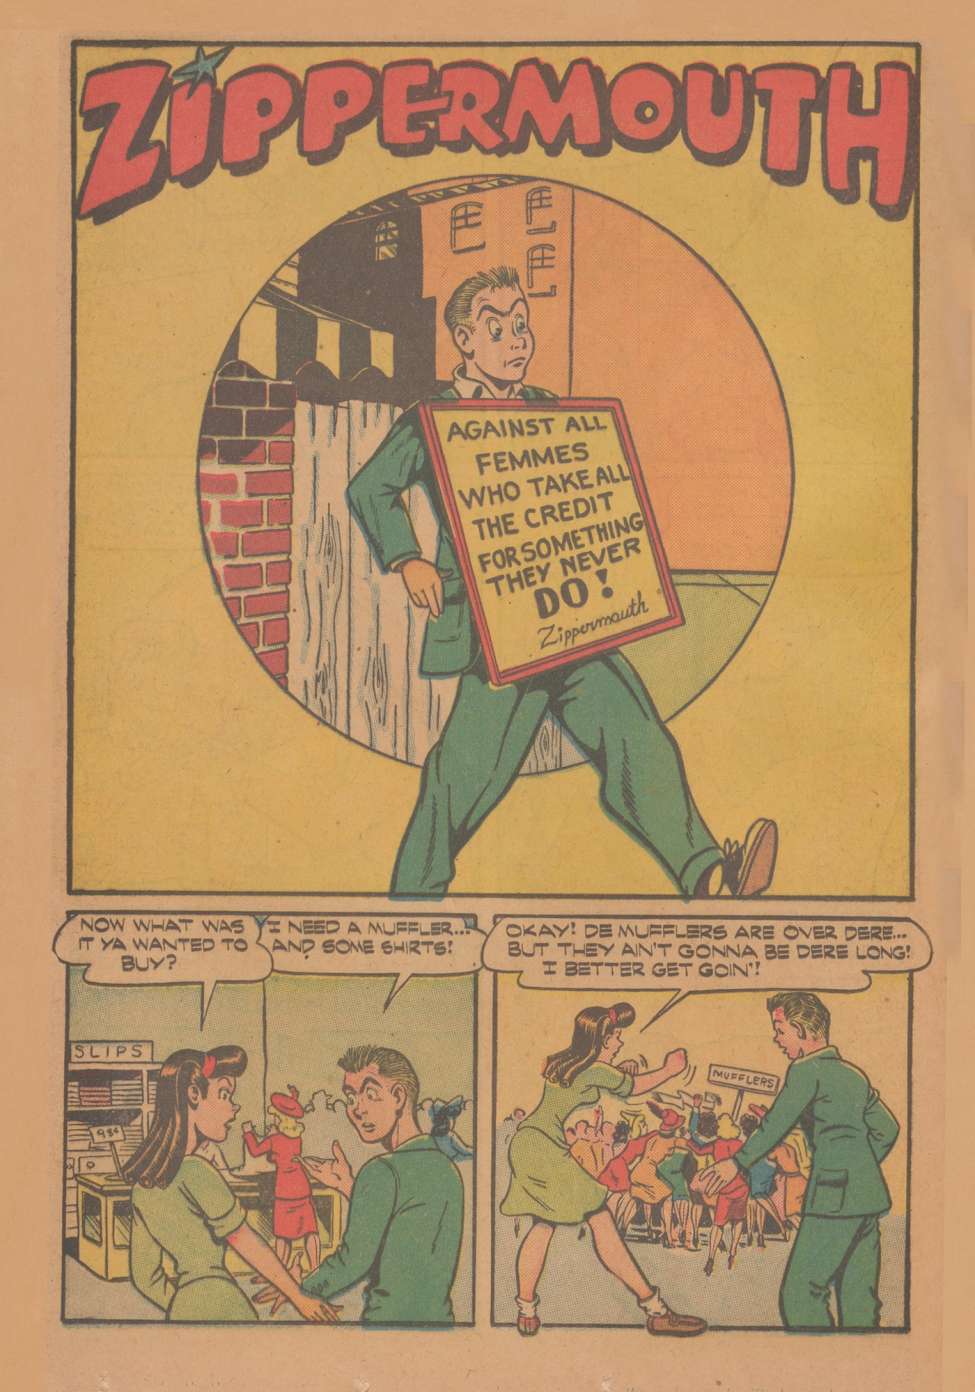 ZIPPERMOUTH
AGAINST ALL
FEMMES
WHO TAKE ALL
THE CREDIT
FOR SOMETHING
THEY NEVER
DO!
Zippermouth
NOW WHAT WAS
IT YA WANTED TO
BUY?
I NEED A MUFFLER...
AND SOME SHIRTS!
SLIPS
98¢
OKAY! DE MUFFLERS ARE OVER DERE...
BUT THEY AIN'T GONNA BE DERE LONG!
I BETTER GET GOIN'!
MUFFLERS